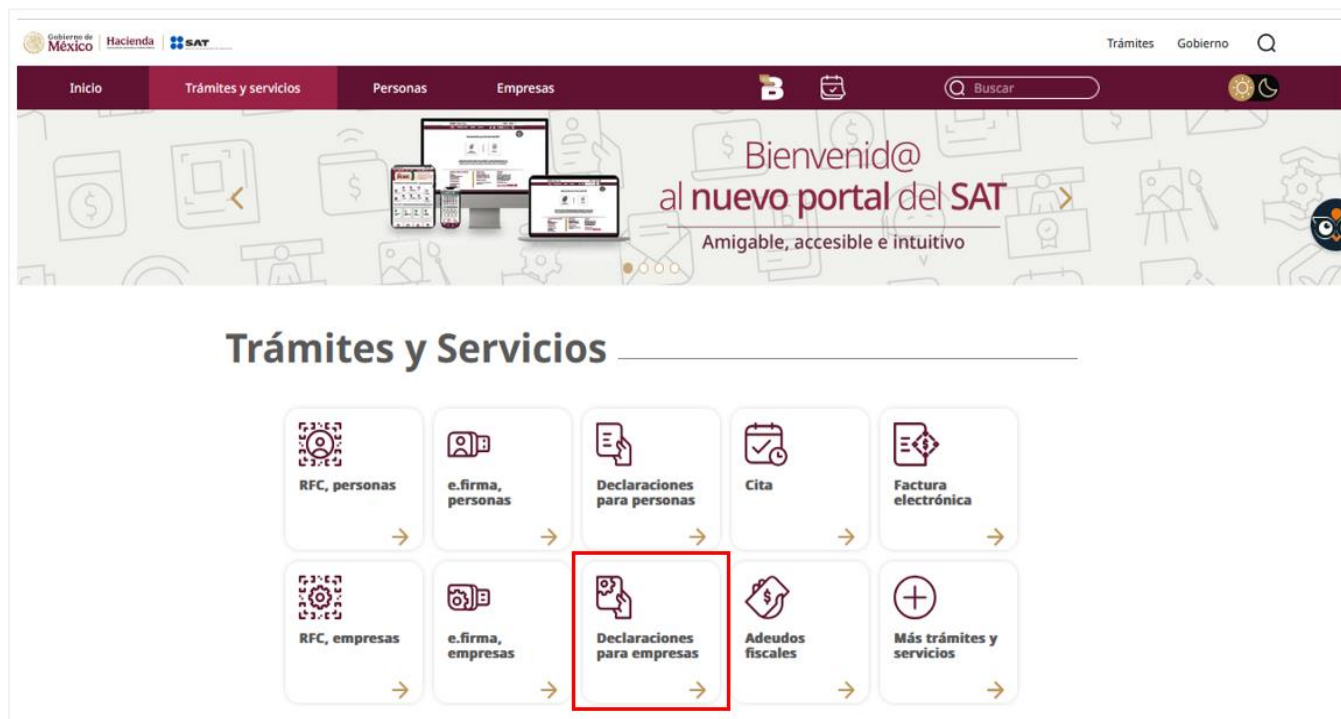 Gobierno de
México
Hacienda
SAT
Trámites
Gobierno
Inicio
Trámites y servicios
Personas
Empresas
Buscar
Bienvenid@
al nuevo portal del SAT
Amigable, accesible e intuitivo
Trámites y Servicios
RFC, personas
e.firma,
personas
Declaraciones
para personas
Cita
Factura
electrónica
RFC, empresas
e.firma,
empresas
Declaraciones
para empresas
Adeudos
fiscales
Más trámites y
servicios